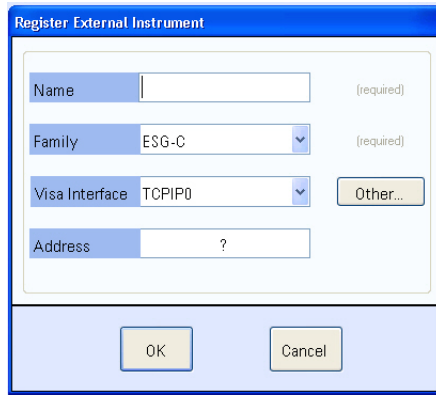 Register External Instrument
Name (required)
Family ESG-C (required)
Visa Interface TCPIP0 Other...
Address ?
OK Cancel